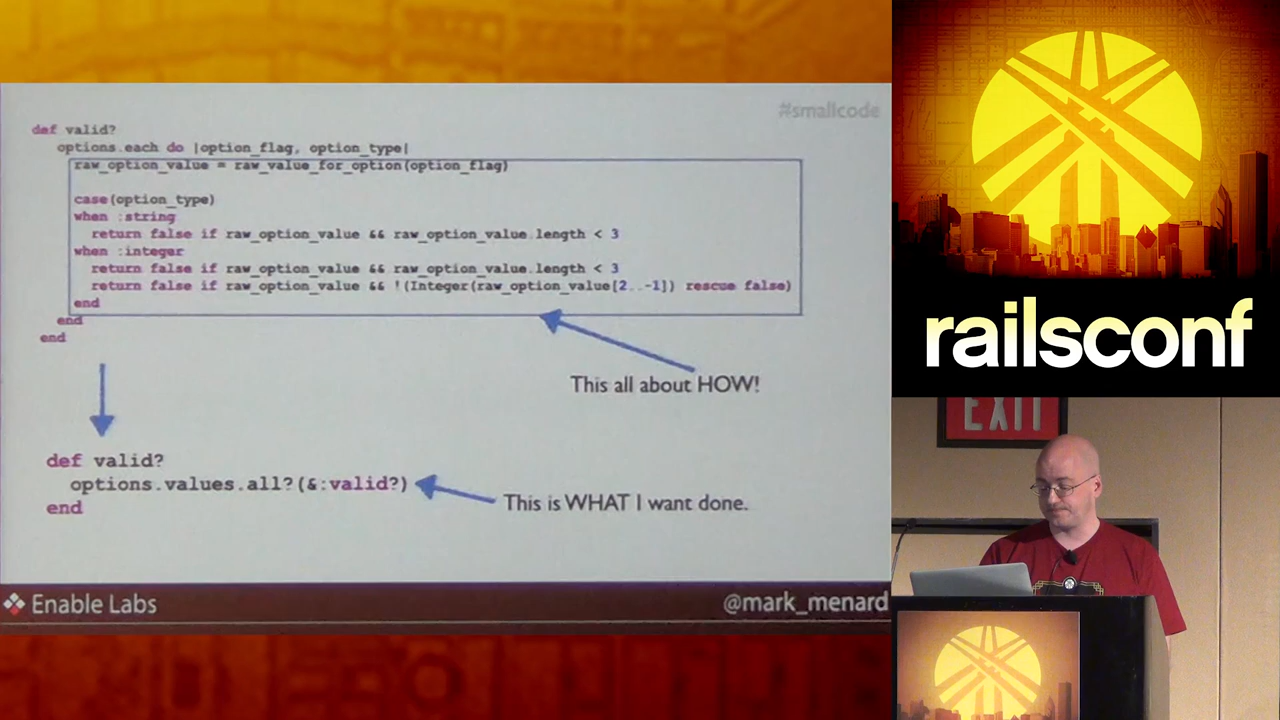 #smallcode
def valid?
options.each do |option_flag, option_type|
raw_option_value = raw_value_for_option(option_flag)
case(option_type)
when :string
return false if raw_option_value && raw_option_value.length < 3
when :integer
return false if raw_option_value && raw_option_value.length < 3
return false if raw_option_value && !(Integer(raw_option_value[2..-1]) rescue false)
end
end
end
This all about HOW!
def valid?
options.values.all?(&:valid?)
end
This is WHAT I want done.
Enable Labs
@mark_menard
railsconf
EXIT